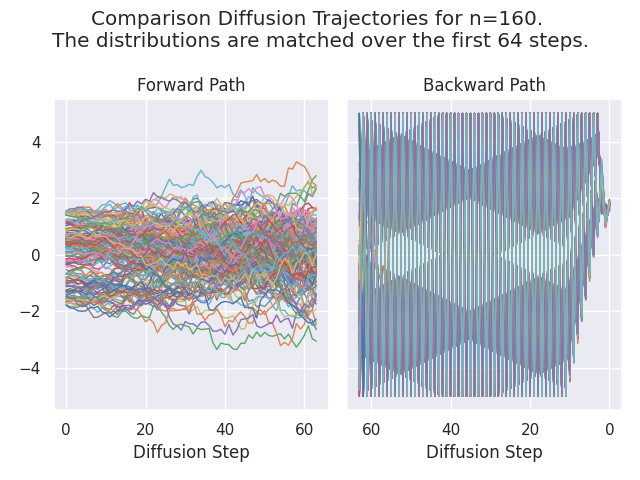 Comparison Diffusion Trajectories for n=160.
The distributions are matched over the first 64 steps.
Forward Path
Backward Path
4
2
0
−2
−4
0
20
40
60
60
40
20
0
Diffusion Step
Diffusion Step